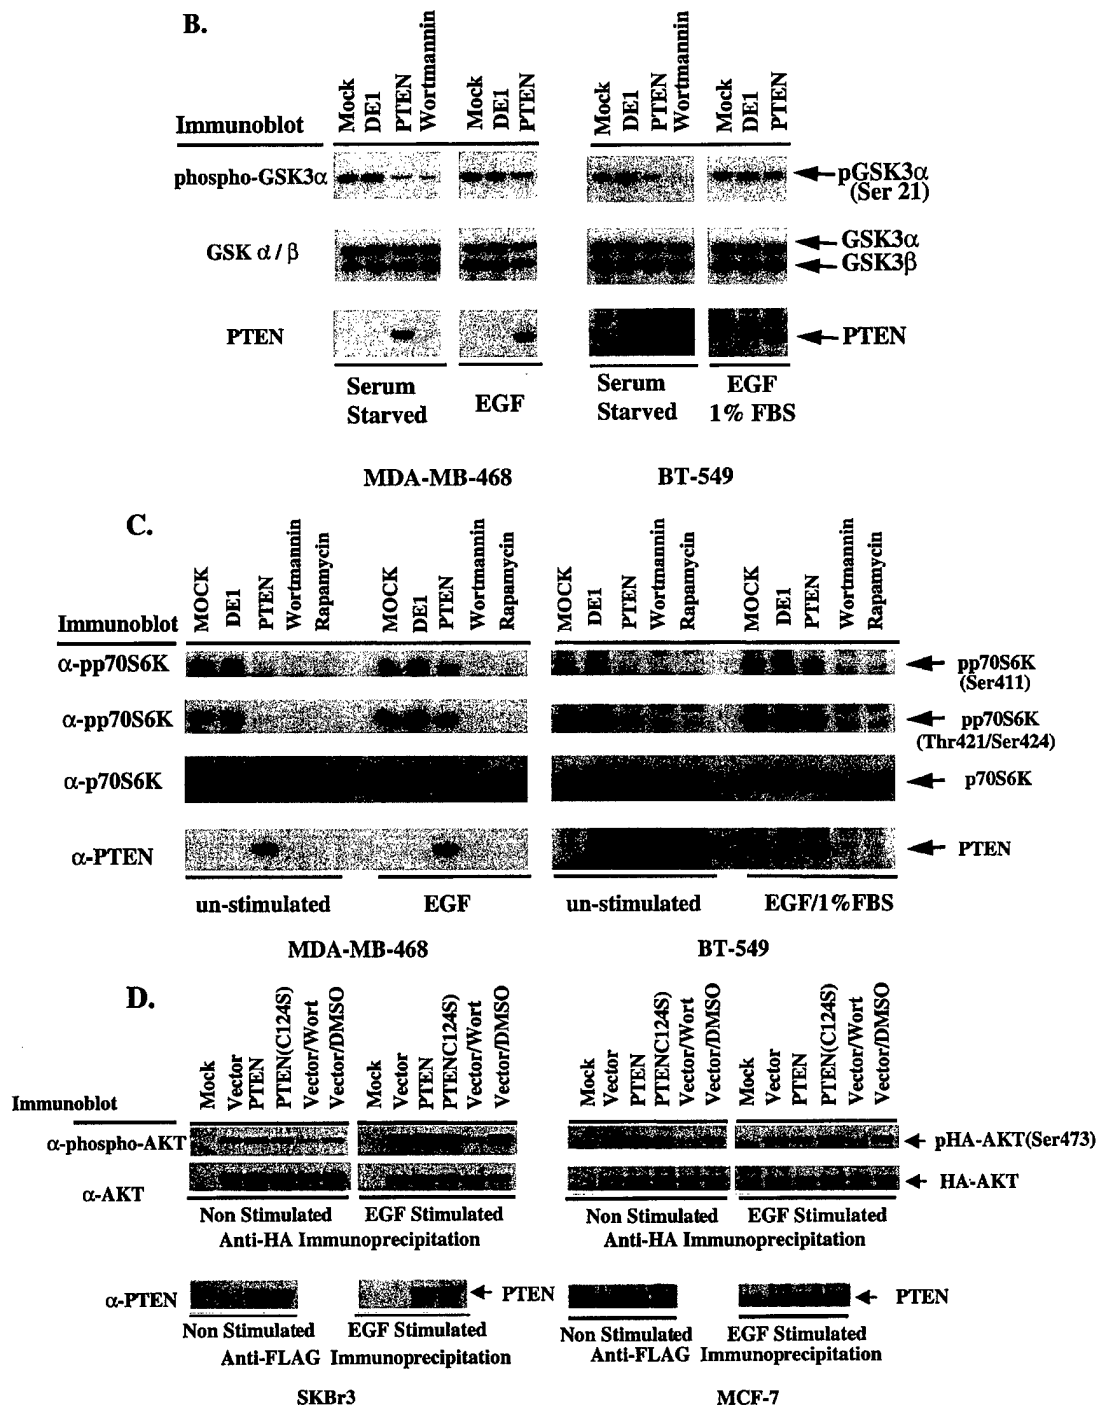 B.
Immunoblot
Mock
DE1
PTEN
Wortmannin
Mock
DE1
PTEN
Mock
DE1
PTEN
Wortmannin
Mock
DE1
PTEN
phospho-GSK3α
pGSK3α
(Ser 21)
GSK α / β
GSK3α
GSK3β
PTEN
PTEN
Serum
Starved
EGF
Serum
Starved
EGF
1% FBS
MDA-MB-468
BT-549
C.
Immunoblot
MOCK
DE1
PTEN
Wortmannin
Rapamycin
MOCK
DE1
PTEN
Wortmannin
Rapamycin
MOCK
DE1
PTEN
Wortmannin
Rapamycin
MOCK
DE1
PTEN
Wortmannin
Rapamycin
α-pp70S6K
pp70S6K
(Ser411)
α-pp70S6K
pp70S6K
(Thr421/Ser424)
α-p70S6K
p70S6K
α-PTEN
PTEN
un-stimulated
EGF
un-stimulated
EGF/1%FBS
MDA-MB-468
BT-549
D.
Immunoblot
Mock
Vector
PTEN
PTEN(C124S)
Vector/Wort
Vector/DMSO
Mock
Vector
PTEN
PTENC124S)
Vector/Wort
Vector/DMSO
Mock
Vector
PTEN
PTENC124S)
Vector/Wort
Vector/DMSO
Mock
Vector
PTEN
PTEN(C124S)
Vector/Wort
Vector/DMSO
α-phospho-AKT
pHA-AKT(Ser473)
α-AKT
HA-AKT
Non Stimulated
EGF Stimulated
Anti-HA Immunoprecipitation
Non Stimulated
EGF Stimulated
Anti-HA Immunoprecipitation
α-PTEN
PTEN
PTEN
Non Stimulated
EGF Stimulated
Anti-FLAG Immunoprecipitation
Non Stimulated
EGF Stimulated
Anti-FLAG Immunoprecipitation
SKBr3
MCF-7